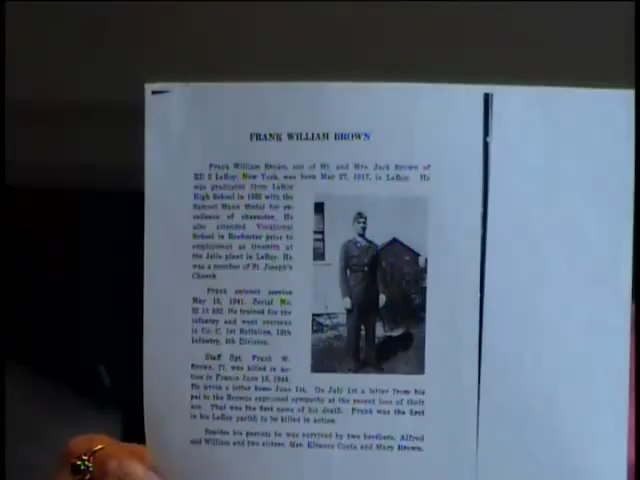 FRANK WILLIAM BROWN
Frank William Brown, son of Mr. and Mrs. Jack Brown of
RD 2 LeRoy, New York, was born May 27, 1917, in LeRoy. He
was graduated from LeRoy
High School in 1935 with the
Samuel Mann Medal for ex-
cellence of character. He
also attended Vocational
School in Rochester prior to
employment as tinsmith at
the Jello plant in LeRoy. He
was a member of St. Joseph's
Church.
Frank entered service
May 15, 1941. Serial No.
He trained for the
infantry and went overseas
in Co. C, 1st Battalion, 12th
Infantry, 4th Division.
Staff Sgt. Frank W.
Brown, was killed in ac-
tion in France June 1944.
He wrote a letter home June 1st. On July 1st a letter from his
pal to the Browns expressed sympathy at the recent loss of their
son. That was the first news of his death. Frank was the first
in his LeRoy parish to be killed in action.
Besides his parents he was survived by two brothers, Alfred
and William and two sisters, Mrs. Eleanor and Mary Brown.